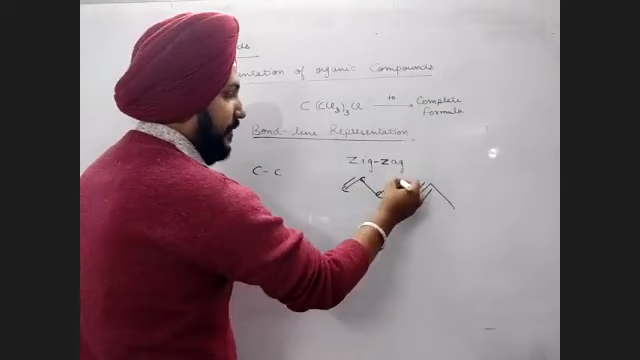 ds
entation of organic Compounds
C (CH3)3 Cl to → Complete
Formula
Bond-line Representation.
Zig-zag
C - C